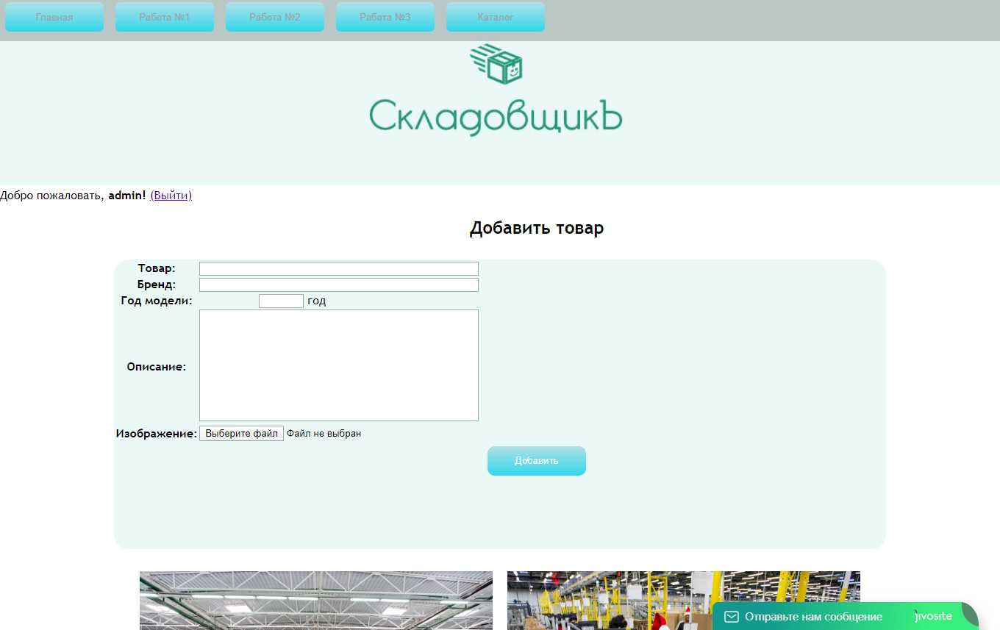 Главная Работа №1 Работа №2 Работа №3 Каталог
СкладовщикЪ
Добро пожаловать, admin! (Выйти)
Добавить товар
Товар:
Бренд:
Год модели: год
Описание:
Изображение: Выберите файл Файл не выбран
Добавить
Отправьте нам сообщение jivosite